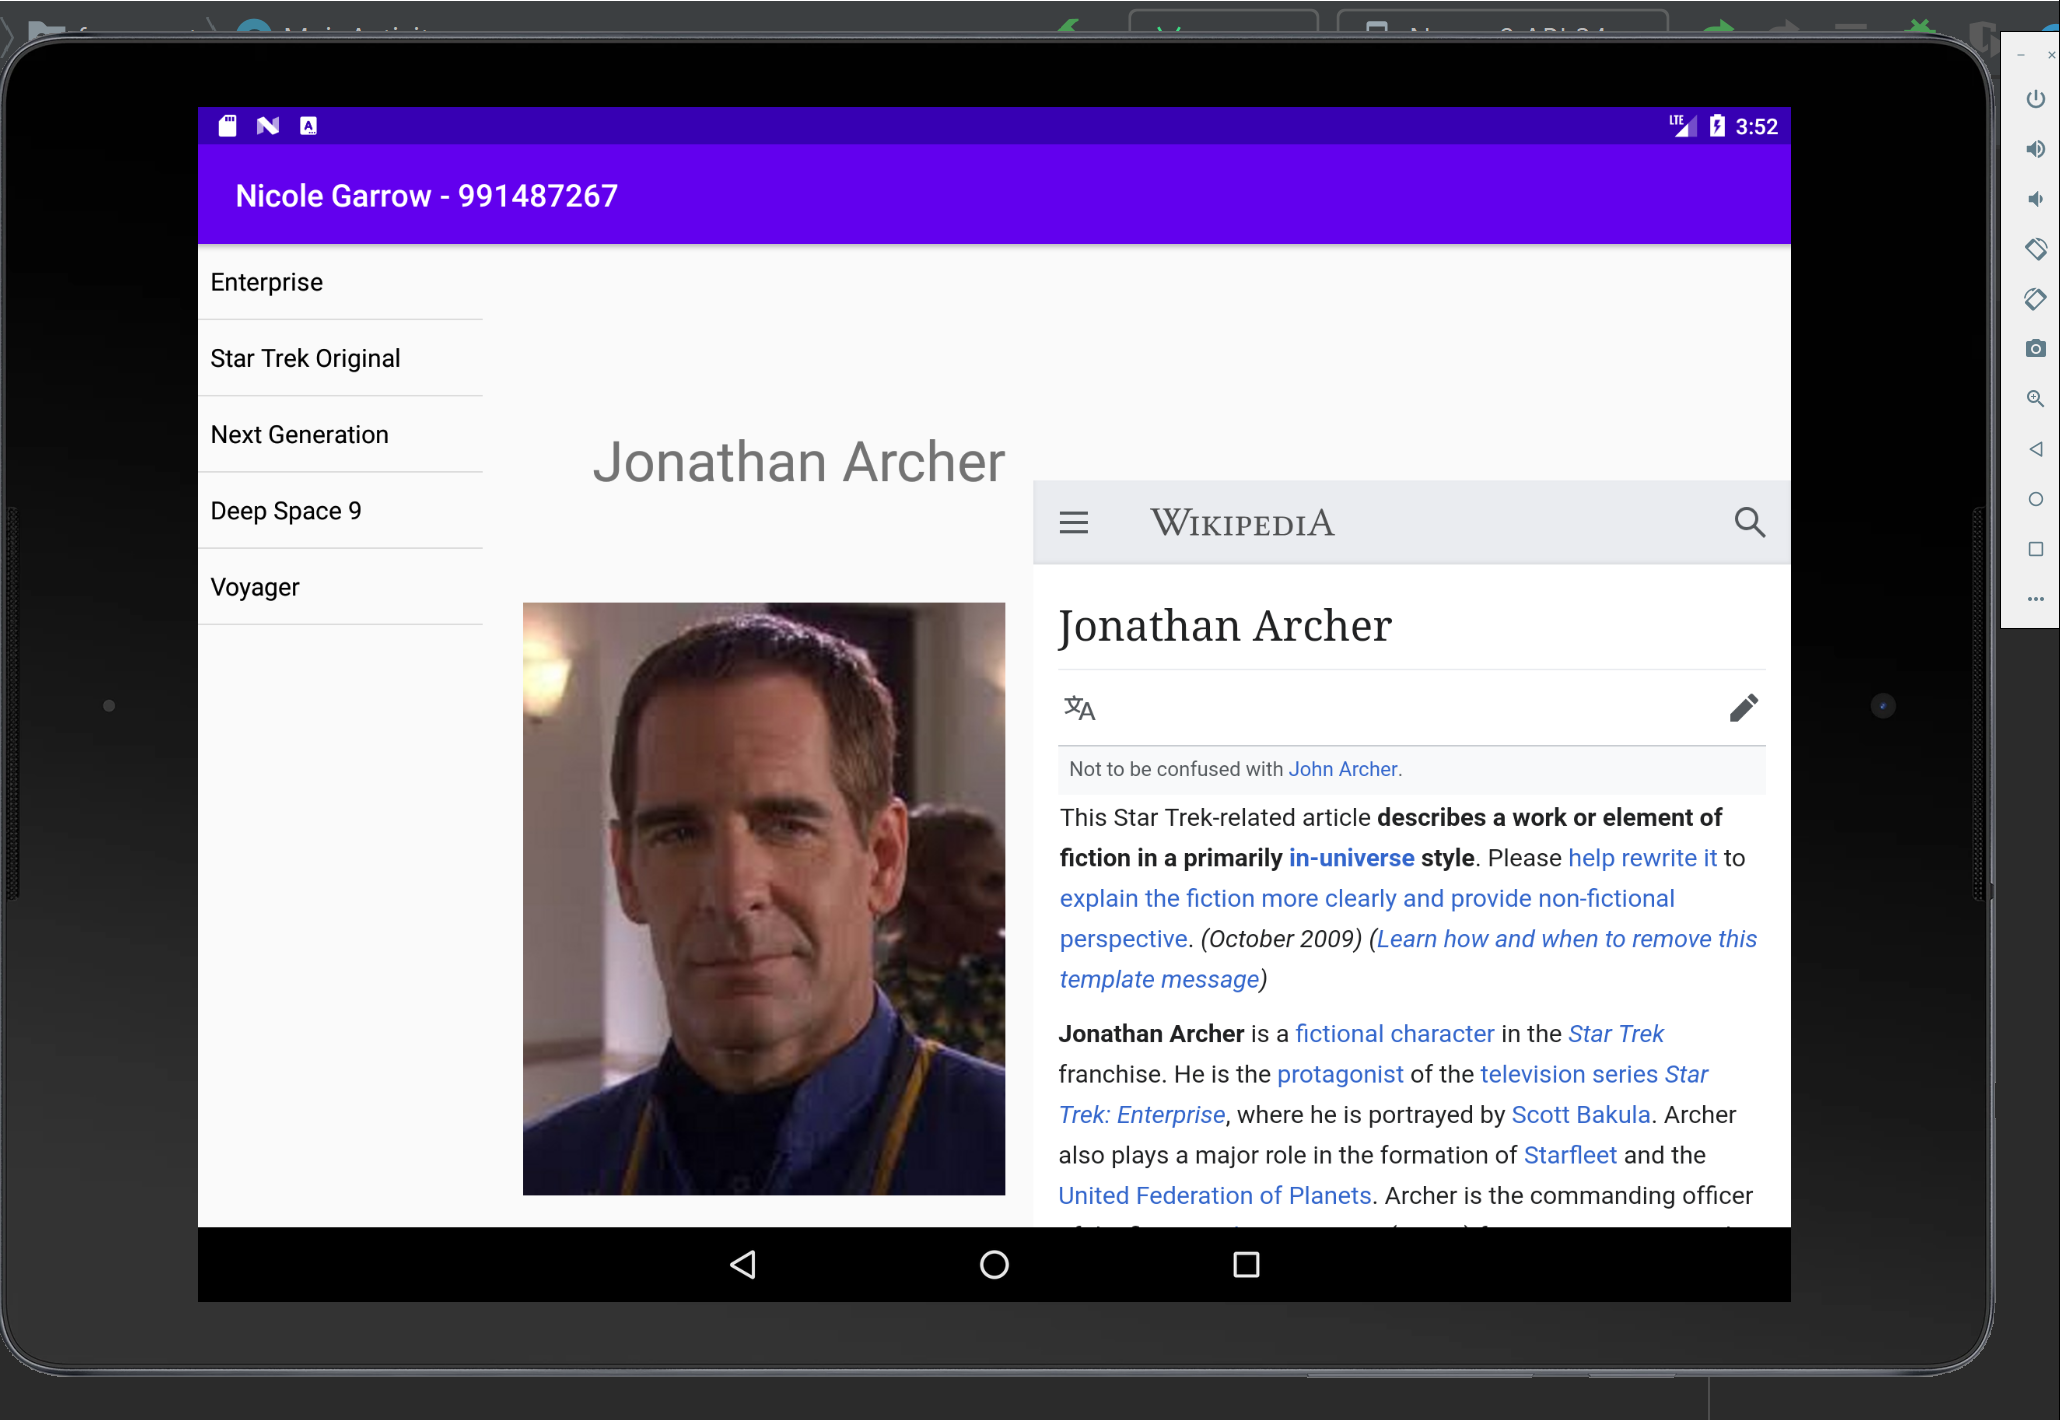 LTE 3:52
Nicole Garrow - 991487267
Enterprise
Star Trek Original
Next Generation
Deep Space 9
Voyager
Jonathan Archer
WIKIPEDIA
Jonathan Archer
Not to be confused with John Archer.
This Star Trek-related article describes a work or element of
fiction in a primarily in-universe style. Please help rewrite it to
explain the fiction more clearly and provide non-fictional
perspective. (October 2009) (Learn how and when to remove this
template message)
Jonathan Archer is a fictional character in the Star Trek
franchise. He is the protagonist of the television series Star
Trek: Enterprise, where he is portrayed by Scott Bakula. Archer
also plays a major role in the formation of Starfleet and the
United Federation of Planets. Archer is the commanding officer